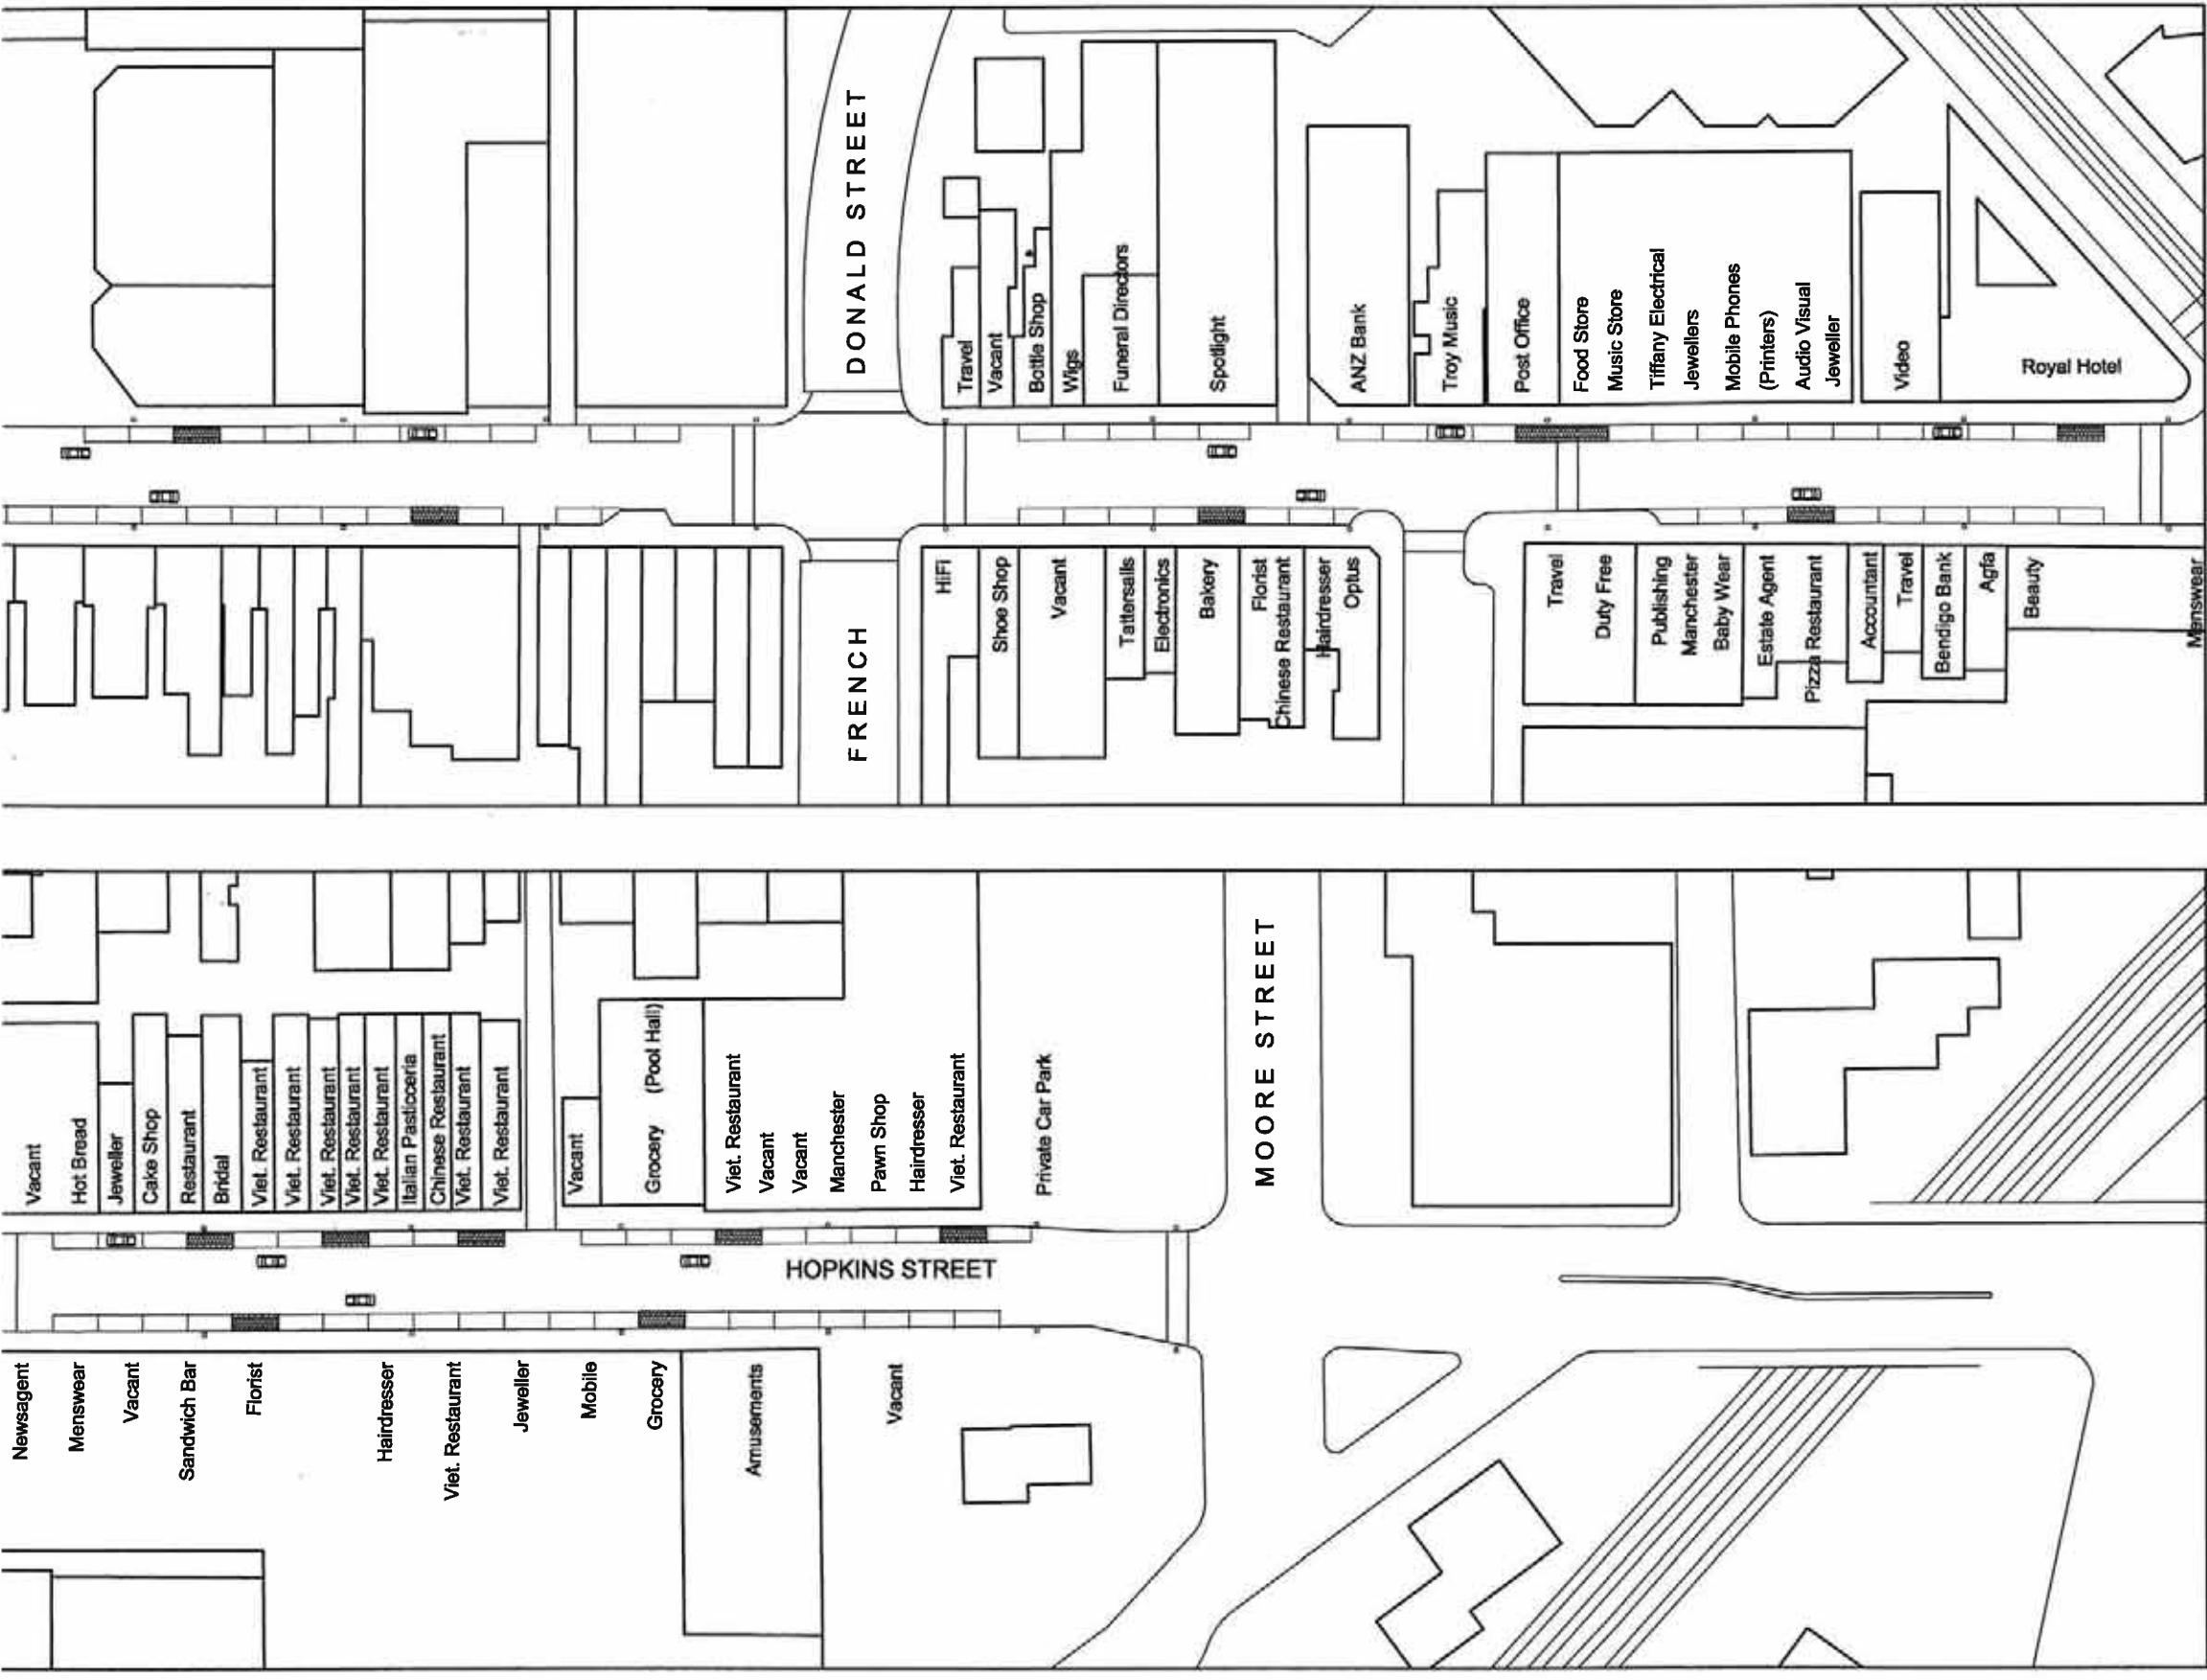 DONALD STREET
Travel
Vacant
Bottle Shop
Wigs
Funeral Directors
Spotlight
ANZ Bank
Troy Music
Post Office
Food Store
Music Store
Tiffany Electrical
Jewellers
Mobile Phones
(Printers)
Audio Visual
Jeweller
Video
Royal Hotel
FRENCH
HiFi
Shoe Shop
Vacant
Tattersalls
Electronics
Bakery
Florist
Chinese Restaurant
Hairdresser
Optus
Travel
Duty Free
Publishing
Manchester
Baby Wear
Estate Agent
Pizza Restaurant
Accountant
Travel
Bendigo Bank
Agfa
Beauty
Menswear
Vacant
Hot Bread
Jeweller
Cake Shop
Restaurant
Bridal
Viet. Restaurant
Viet. Restaurant
Viet. Restaurant
Viet. Restaurant
Viet. Restaurant
Italian Pasticceria
Chinese Restaurant
Viet. Restaurant
Viet. Restaurant
Vacant
Grocery (Pool Hall)
Viet. Restaurant
Vacant
Vacant
Manchester
Pawn Shop
Hairdresser
Viet. Restaurant
Private Car Park
MOORE STREET
HOPKINS STREET
Newsagent
Menswear
Vacant
Sandwich Bar
Florist
Hairdresser
Viet. Restaurant
Jeweller
Mobile
Grocery
Amusements
Vacant